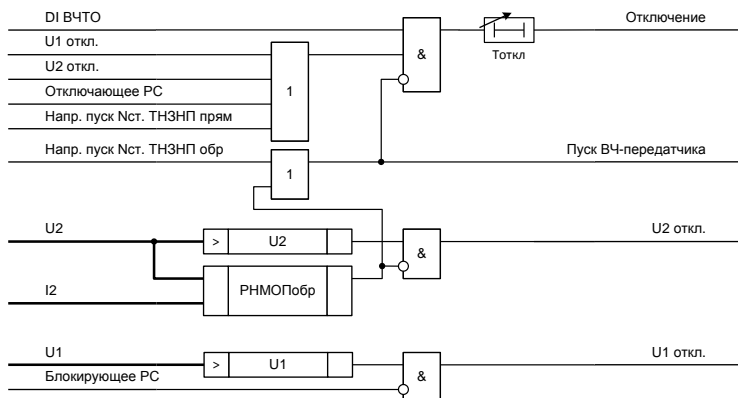 DI ВЧТО
Отключение
U1 откл.
&
U2 откл.
Тоткл
Отключающее РС
1
Напр. пуск Nст. ТНЗНП прям
Напр. пуск Nст. ТНЗНП обр
Пуск ВЧ-передатчика
1
U2
> U2
&
U2 откл.
I2
РНМОПобр
U1
> U1
&
U1 откл.
Блокирующее РС